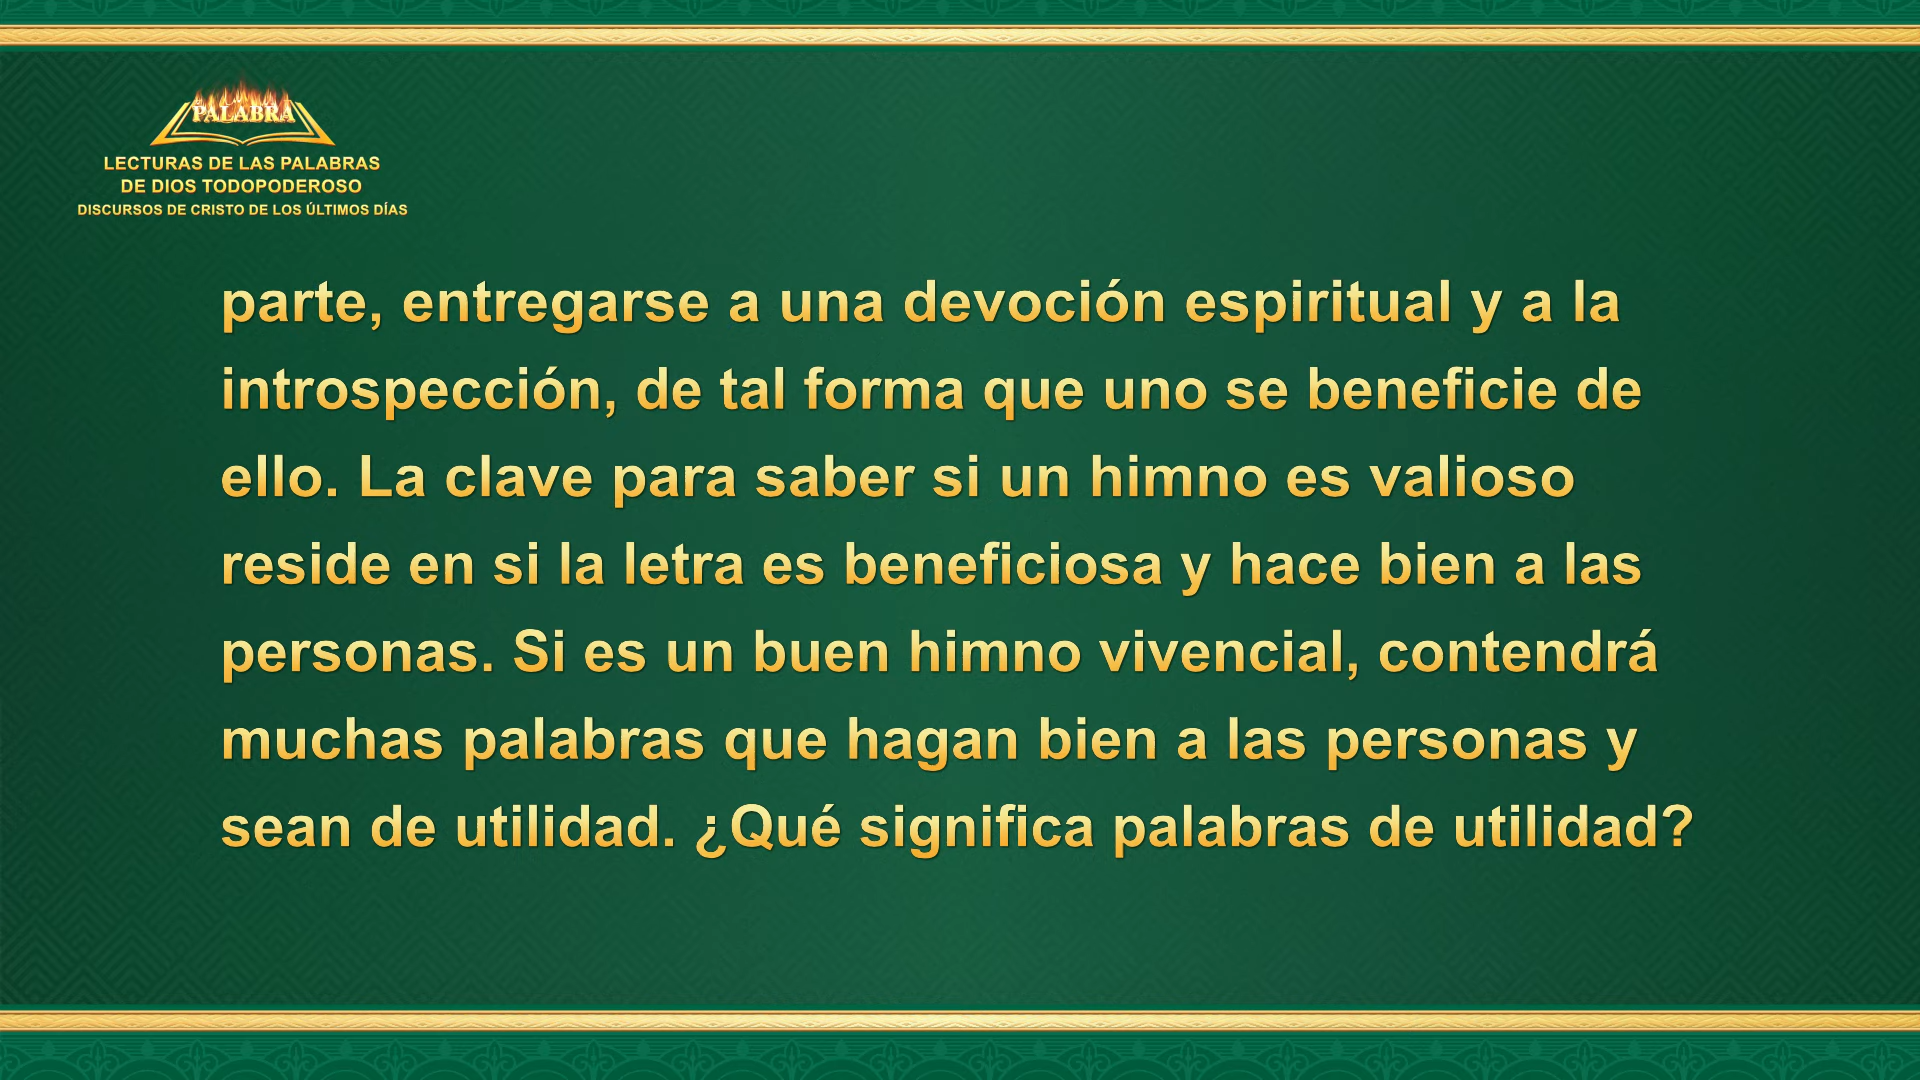 PALABRA
LECTURAS DE LAS PALABRAS
DE DIOS TODOPODEROSO
DISCURSOS DE CRISTO DE LOS ÚLTIMOS DÍAS
parte, entregarse a una devoción espiritual y a la
introspección, de tal forma que uno se beneficie de
ello. La clave para saber si un himno es valioso
reside en si la letra es beneficiosa y hace bien a las
personas. Si es un buen himno vivencial, contendrá
muchas palabras que hagan bien a las personas y
sean de utilidad. ¿Qué significa palabras de utilidad?